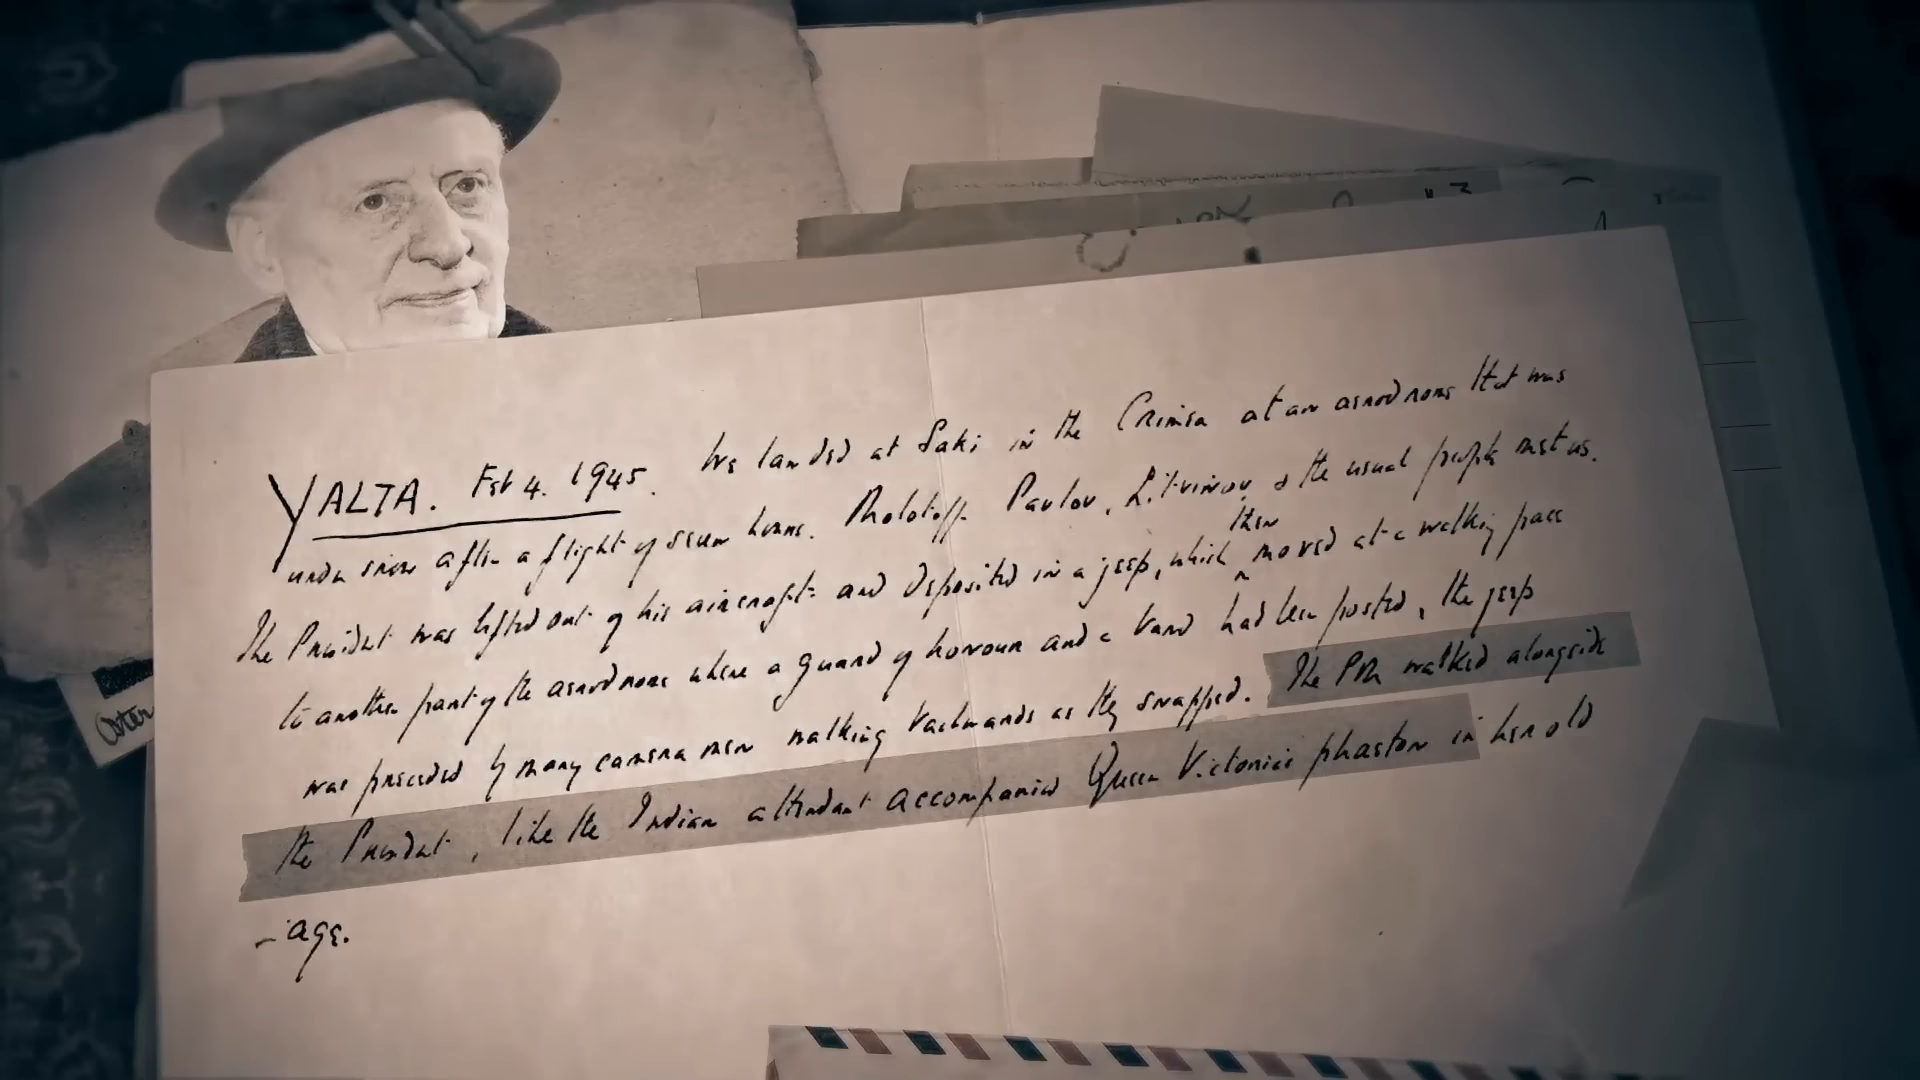 YALTA. Feb 4. 1945. We landed at Saki in the Crimea at an aerodrome that was
under snow after a flight of seven hours. Molotoff Pavlov, Litvinov & the usual people met us.
The President was lifted out of his aircraft and deposited in a jeep, which then moved at a walking pace
to another part of the aerodrome where a guard of honour and a band had been posted, the jeep
was preceded by many camera men walking backwards as they snapped. The PM walked alongside
the President, like the Indian attendant accompanied Queen Victoria's phaeton in her old
-age.